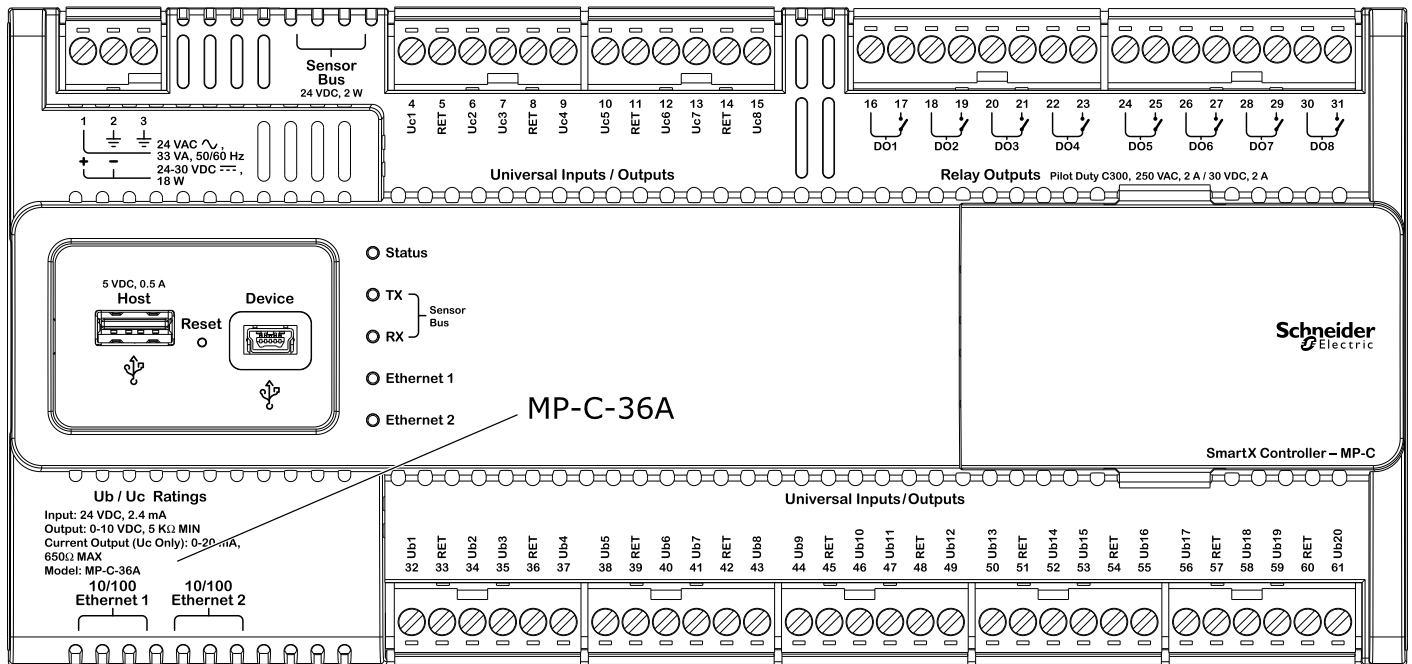 Sensor
Bus
24 VDC, 2 W
1 2 3
+ -
24 VAC ,
33 VA, 50/60 Hz
24-30 VDC ,
18 W
4 5 6 7 8 9 10 11 12 13 14 15
Uc1 RET Uc2 Uc3 RET Uc4 Uc5 RET Uc6 Uc7 RET Uc8
Universal Inputs / Outputs
16 17 18 19 20 21 22 23 24 25 26 27 28 29 30 31
DO1 DO2 DO3 DO4 DO5 DO6 DO7 DO8
Relay Outputs Pilot Duty C300, 250 VAC, 2 A / 30 VDC, 2 A
5 VDC, 0.5 A
Host
Reset
Device
Status
TX
RX
Sensor
Bus
Ethernet 1
Ethernet 2
MP-C-36A
Schneider
Electric
SmartX Controller – MP-C
Ub / Uc Ratings
Input: 24 VDC, 2.4 mA
Output: 0-10 VDC, 5 KΩ MIN
Current Output (Uc Only): 0-20 mA,
650Ω MAX
Model: MP-C-36A
10/100
Ethernet 1
10/100
Ethernet 2
Universal Inputs/Outputs
Ub1 RET Ub2 Ub3 RET Ub4 Ub5 RET Ub6 Ub7 RET Ub8 Ub9 RET Ub10 Ub11 RET Ub12 Ub13 RET Ub14 Ub15 RET Ub16 Ub17 RET Ub18 Ub19 RET Ub20
32 33 34 35 36 37 38 39 40 41 42 43 44 45 46 47 48 49 50 51 52 53 54 55 56 57 58 59 60 61